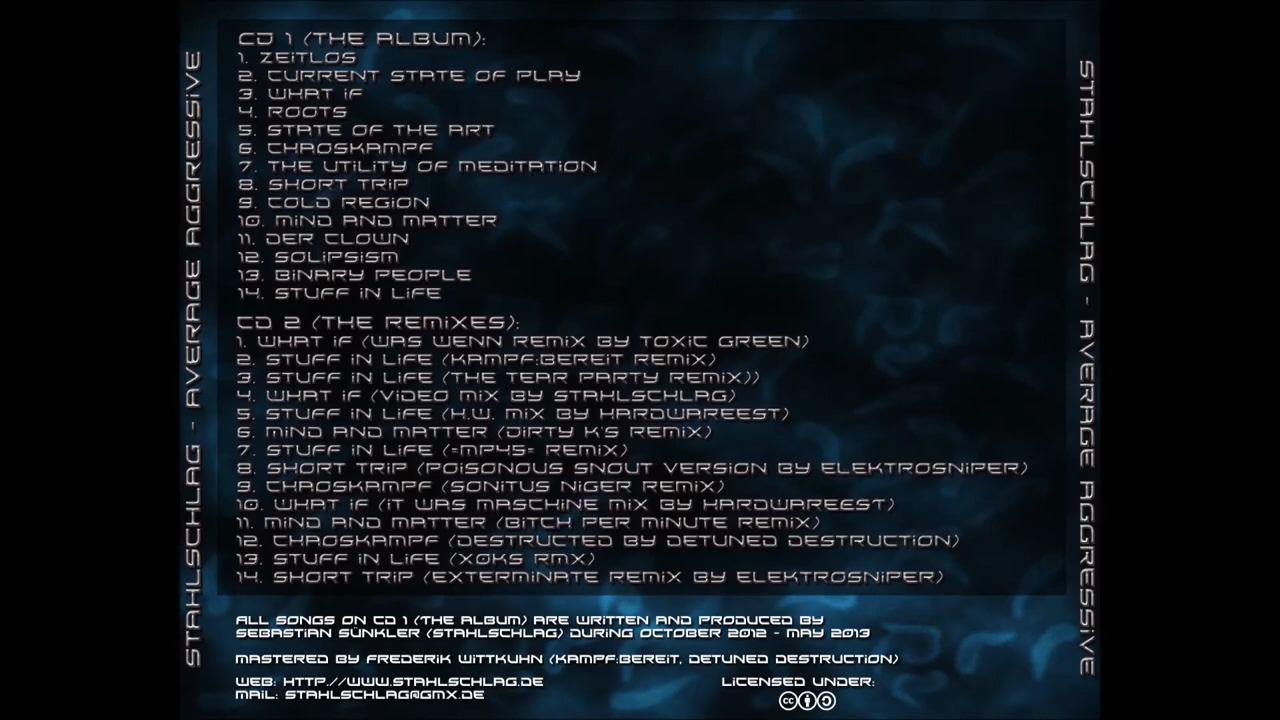 STAHLSCHLAG - AVERAGE AGGRESSIVE
CD 1 (THE ALBUM):
1. ZEITLOS
2. CURRENT STATE OF PLAY
3. WHAT IF
4. ROOTS
5. STATE OF THE ART
6. CHAOSKAMPF
7. THE UTILITY OF MEDITATION
8. SHORT TRIP
9. COLD REGION
10. MIND AND MATTER
11. DER CLOWN
12. SOLIPSISM
13. BINARY PEOPLE
14. STUFF IN LIFE
CD 2 (THE REMIXES):
1. WHAT IF (WAS WENN REMIX BY TOXIC GREEN)
2. STUFF IN LIFE (KAMPF:BEREIT REMIX)
3. STUFF IN LIFE (THE TEAR PARTY REMIX))
4. WHAT IF (VIDEO MIX BY STAHLSCHLAG)
5. STUFF IN LIFE (H.W. MIX BY HARDWAREEST)
6. MIND AND MATTER (DIRTY K'S REMIX)
7. STUFF IN LIFE (=MP45= REMIX)
8. SHORT TRIP (POISONOUS SNOUT VERSION BY ELEKTROSNIPER)
9. CHAOSKAMPF (SONITUS NIGER REMIX)
10. WHAT IF (IT WAS MASCHINE MIX BY HARDWAREEST)
11. MIND AND MATTER (BITCH PER MINUTE REMIX)
12. CHAOSKAMPF (DESTRUCTED BY DETUNED DESTRUCTION)
13. STUFF IN LIFE (X0KS RMX)
14. SHORT TRIP (EXTERMINATE REMIX BY ELEKTROSNIPER)
ALL SONGS ON CD 1 (THE ALBUM) ARE WRITTEN AND PRODUCED BY
SEBASTIAN SÜNKLER (STAHLSCHLAG) DURING OCTOBER 2012 - MAY 2013
MASTERED BY FREDERIK WITTKUHN (KAMPF:BEREIT, DETUNED DESTRUCTION)
WEB: HTTP://WWW.STAHLSCHLAG.DE
MAIL: STAHLSCHLAG@GMX.DE
LICENSED UNDER:
cc
STAHLSCHLAG - AVERAGE AGGRESSIVE